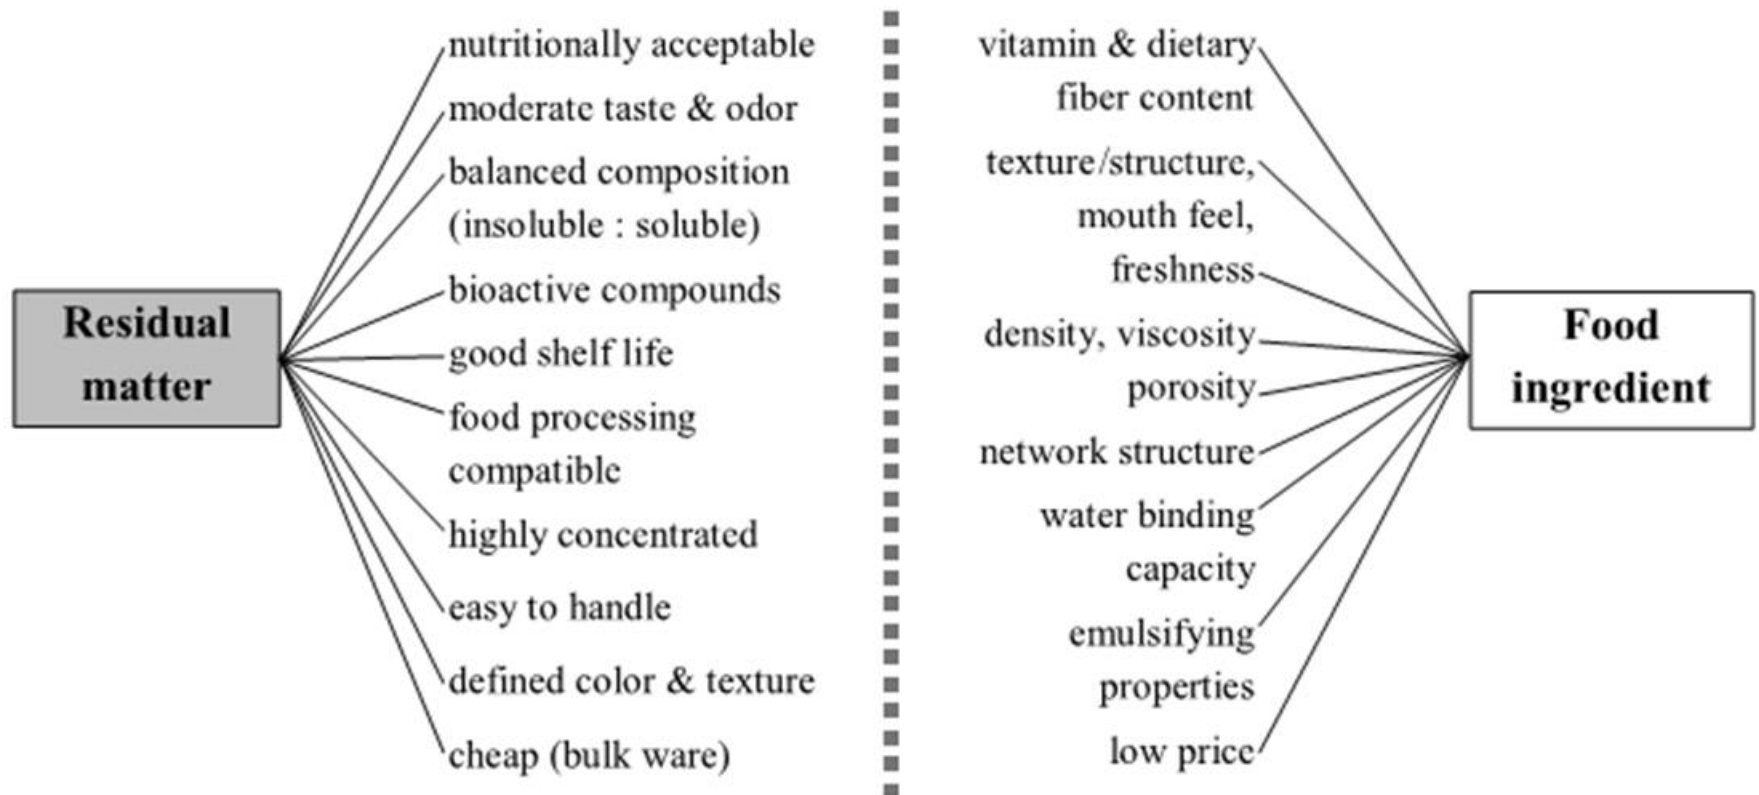 Residual
matter
nutritionally acceptable
moderate taste & odor
balanced composition
(insoluble : soluble)
bioactive compounds
good shelf life
food processing
compatible
highly concentrated
easy to handle
defined color & texture
cheap (bulk ware)
vitamin & dietary
fiber content
texture/structure,
mouth feel,
freshness
density, viscosity
porosity
network structure
water binding
capacity
emulsifying
properties
low price
Food
ingredient